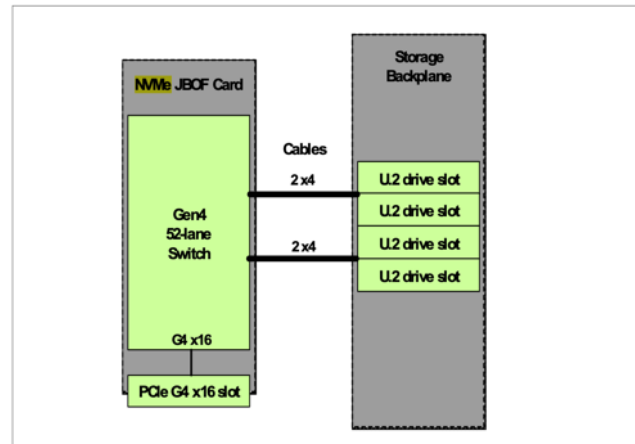 NVMe JBOF Card
Gen4
52-lane
Switch
G4 x16
PCIe G4 x16 slot
Cables
2 x4
2 x4
Storage
Backplane
U.2 drive slot
U.2 drive slot
U.2 drive slot
U.2 drive slot